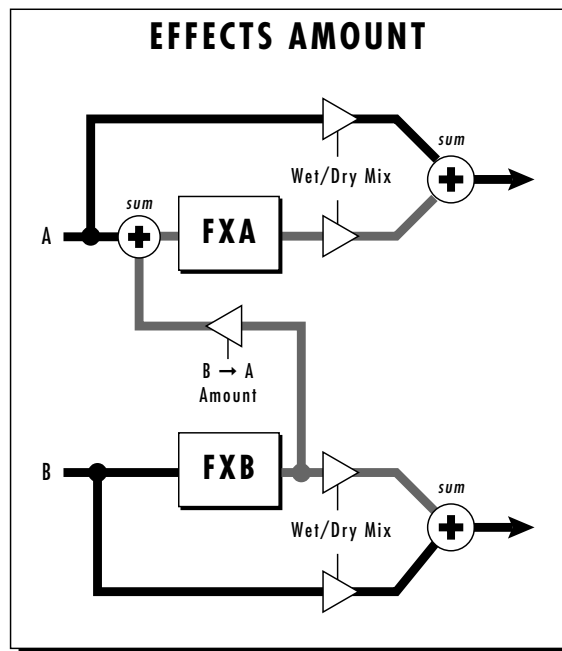 EFFECTS AMOUNT
sum
Wet/Dry Mix
sum
A
FXA
B → A
Amount
B
FXB
sum
Wet/Dry Mix